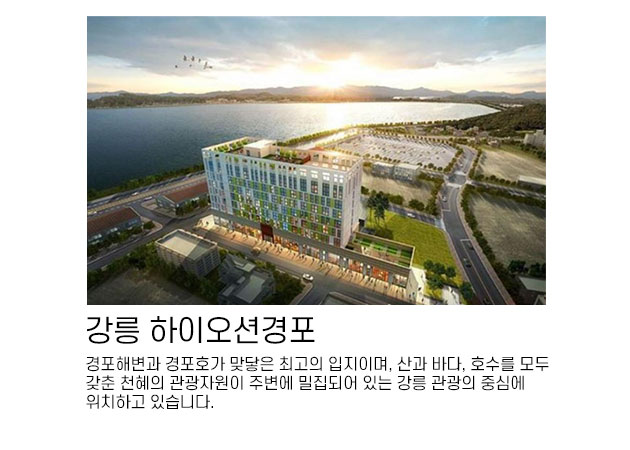 강릉 하이오션경포
경포해변과 경포호가 맞닿은 최고의 입지이며, 산과 바다, 호수를 모두
갖춘 천혜의 관광자원이 주변에 밀집되어 있는 강릉 관광의 중심에
위치하고 있습니다.